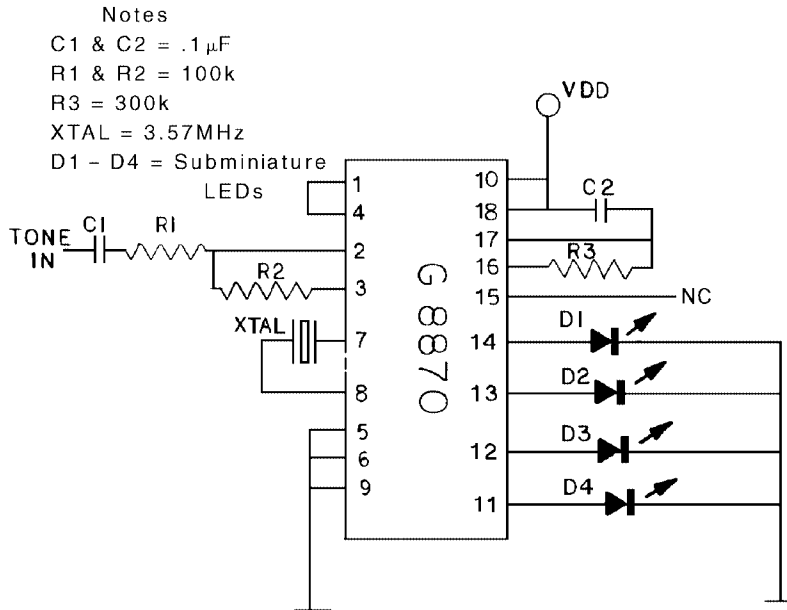 Notes
C1 & C2 = .1µF
R1 & R2 = 100k
R3 = 300k
XTAL = 3.57MHz
D1 – D4 = Subminiature
LEDs
VDD
TONE
IN
C1
R1
R2
XTAL
1
4
2
3
7
8
5
6
9
G 8870
10
18
17
16
15
14
13
12
11
C2
R3
NC
D1
D2
D3
D4